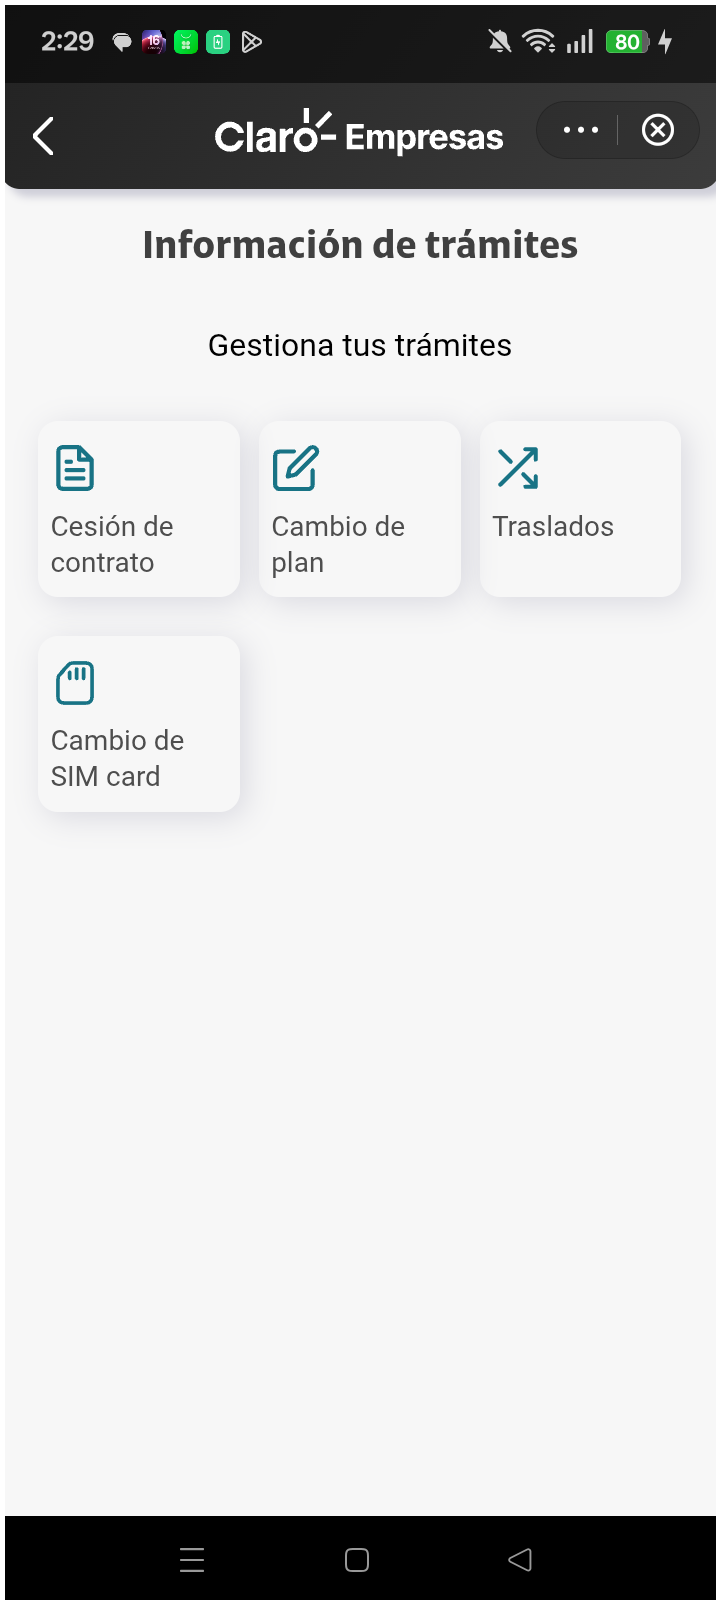 2:29
16
80
Claro- Empresas
Información de trámites
Gestiona tus trámites
Cesión de
contrato
Cambio de
plan
Traslados
Cambio de
SIM card